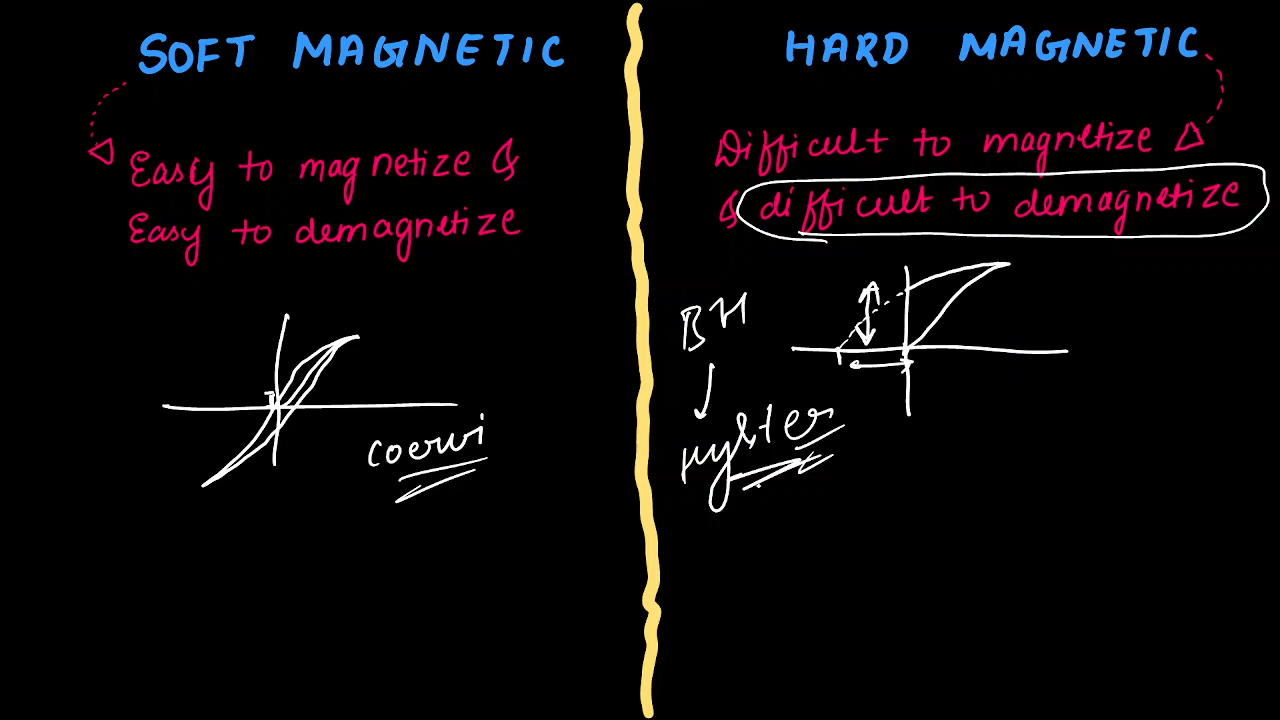 SOFT MAGNETIC
Easy to magnetize &
Easy to demagnetize
coerci
HARD MAGNETIC
Difficult to magnetize
& difficult to demagnetize
BH
Hyster